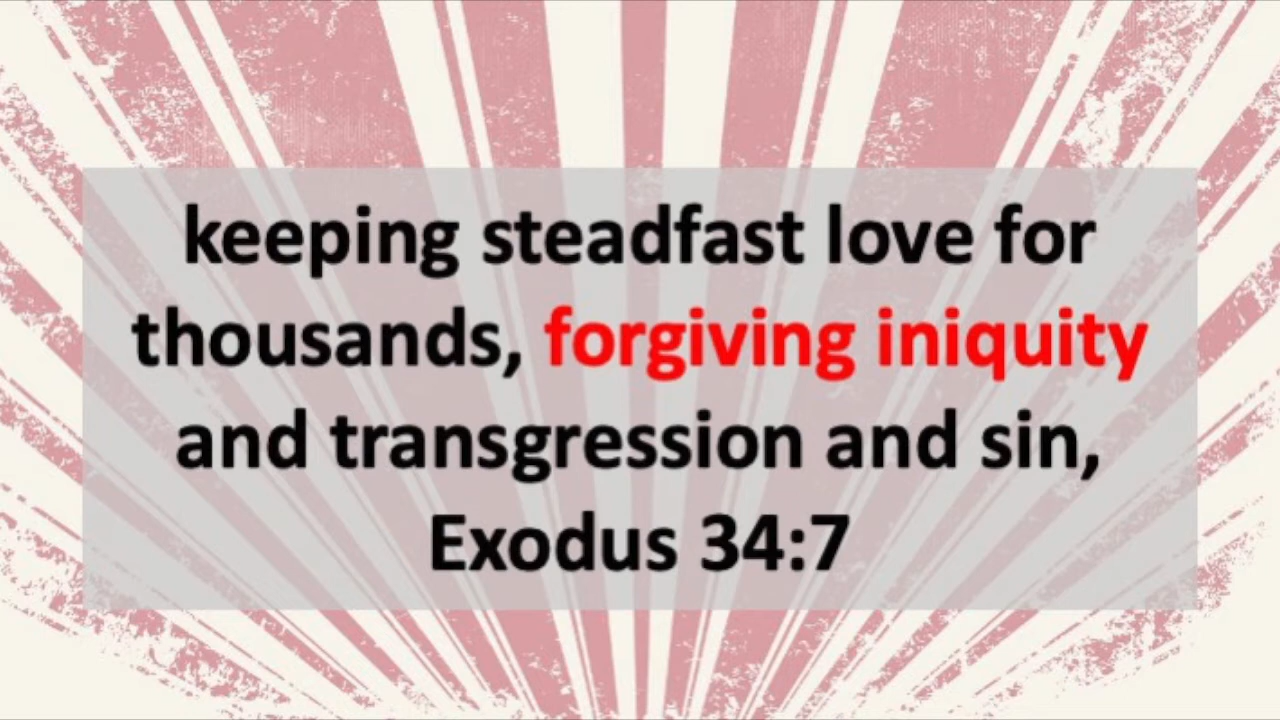 keeping steadfast love for
thousands, forgiving iniquity
and transgression and sin,
Exodus 34:7